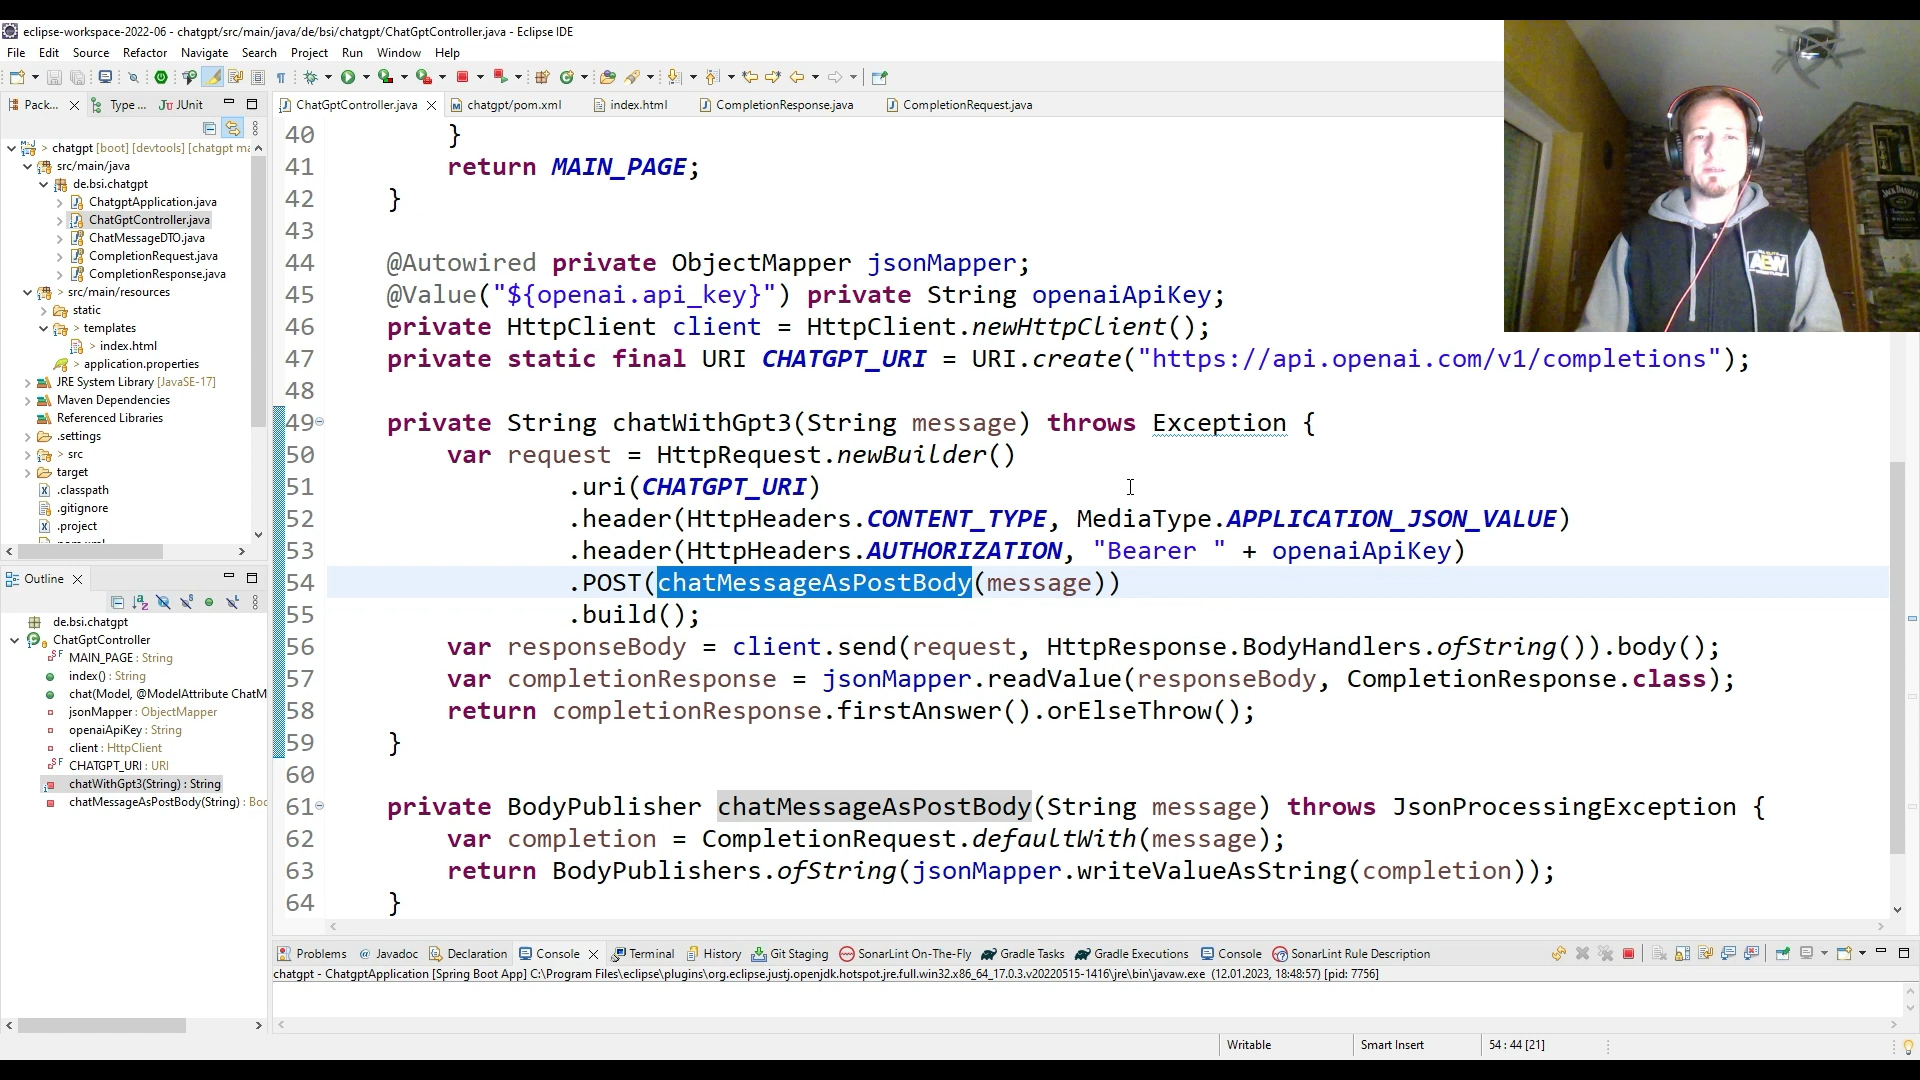 eclipse-workspace-2022-06 - chatgpt/src/main/java/de/bsi/chatgpt/ChatGptController.java - Eclipse IDE
File Edit Source Refactor Navigate Search Project Run Window Help
Pack... Type ... JUnit
ChatGptController.java chatgpt/pom.xml index.html CompletionResponse.java CompletionRequest.java
> chatgpt [boot] [devtools] [chatgpt ma
src/main/java
de.bsi.chatgpt
ChatgptApplication.java
ChatGptController.java
ChatMessageDTO.java
CompletionRequest.java
CompletionResponse.java
> src/main/resources
static
> templates
> index.html
> application.properties
JRE System Library [JavaSE-17]
Maven Dependencies
Referenced Libraries
.settings
> src
target
.classpath
.gitignore
.project
Outline
de.bsi.chatgpt
ChatGptController
MAIN_PAGE : String
index() : String
chat(Model, @ModelAttribute ChatM
jsonMapper : ObjectMapper
openaiApiKey : String
client : HttpClient
CHATGPT_URI : URI
chatWithGpt3(String) : String
chatMessageAsPostBody(String) : Boc
40 }
41 return MAIN_PAGE;
42 }
43
44 @Autowired private ObjectMapper jsonMapper;
45 @Value("${openai.api_key}") private String openaiApiKey;
46 private HttpClient client = HttpClient.newHttpClient();
47 private static final URI CHATGPT_URI = URI.create("https://api.openai.com/v1/completions");
48
49 private String chatWithGpt3(String message) throws Exception {
50 var request = HttpRequest.newBuilder()
51 .uri(CHATGPT_URI)
52 .header(HttpHeaders.CONTENT_TYPE, MediaType.APPLICATION_JSON_VALUE)
53 .header(HttpHeaders.AUTHORIZATION, "Bearer " + openaiApiKey)
54 .POST(chatMessageAsPostBody(message))
55 .build();
56 var responseBody = client.send(request, HttpResponse.BodyHandlers.ofString()).body();
57 var completionResponse = jsonMapper.readValue(responseBody, CompletionResponse.class);
58 return completionResponse.firstAnswer().orElseThrow();
59 }
60
61 private BodyPublisher chatMessageAsPostBody(String message) throws JsonProcessingException {
62 var completion = CompletionRequest.defaultWith(message);
63 return BodyPublishers.ofString(jsonMapper.writeValueAsString(completion));
64 }
Problems Javadoc Declaration Console Terminal History Git Staging SonarLint On-The-Fly Gradle Tasks Gradle Executions Console SonarLint Rule Description
chatgpt - ChatgptApplication [Spring Boot App] C:\Program Files\eclipse\plugins\org.eclipse.justj.openjdk.hotspot.jre.full.win32.x86_64_17.0.3.v20220515-1416\jre\bin\javaw.exe (12.01.2023, 18:48:57) [pid: 7756]
Writable Smart Insert 54 : 44 [21]
AEW